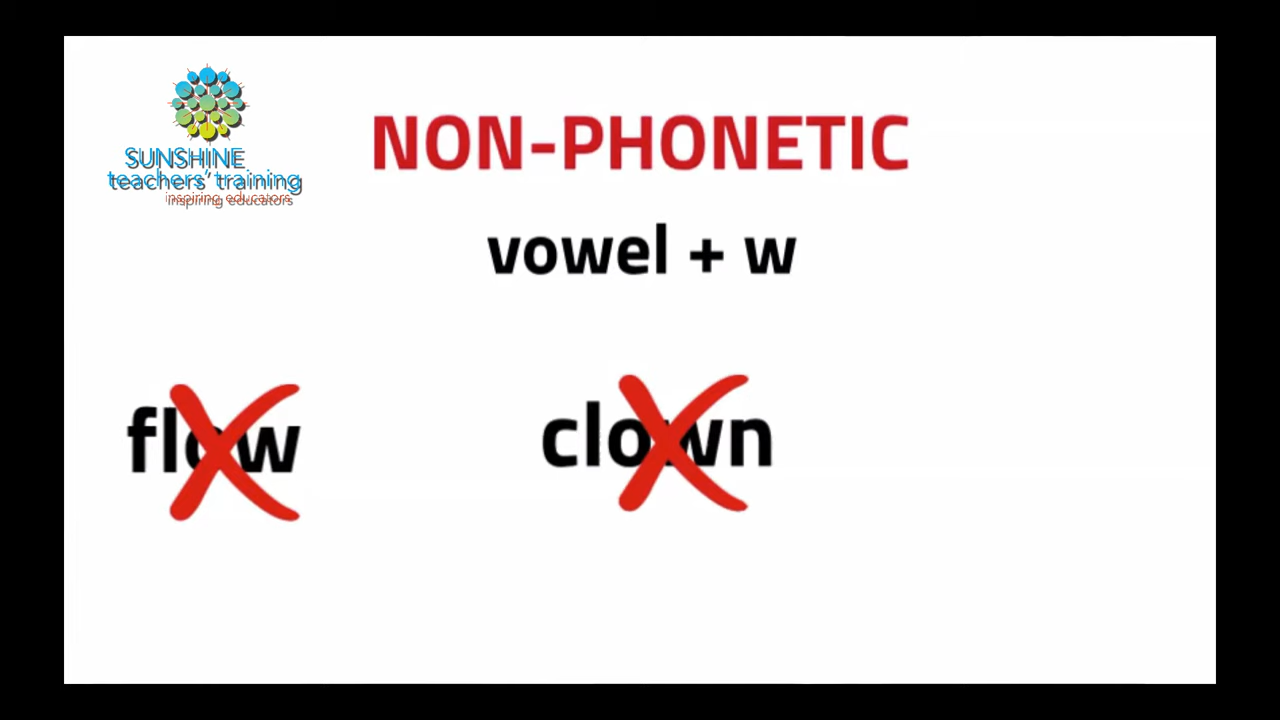 SUNSHINE
teachers' training
inspiring educators
NON-PHONETIC
vowel + w
flow
clown